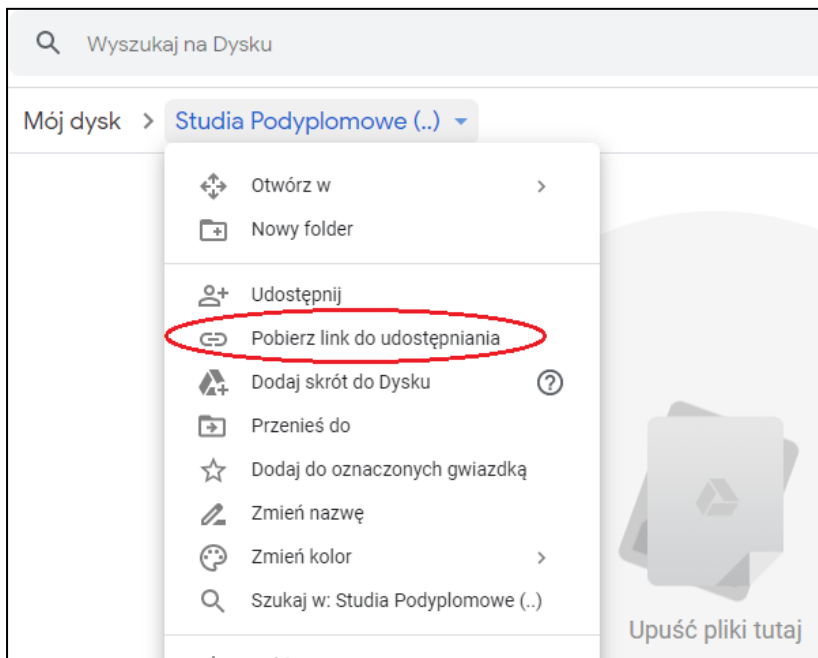 Wyszukaj na Dysku
Mój dysk > Studia Podyplomowe (..)
Otwórz w
Nowy folder
Udostępnij
Pobierz link do udostępniania
Dodaj skrót do Dysku
Przenieś do
Dodaj do oznaczonych gwiazdką
Zmień nazwę
Zmień kolor
Szukaj w: Studia Podyplomowe (..)
Upuść pliki tutaj